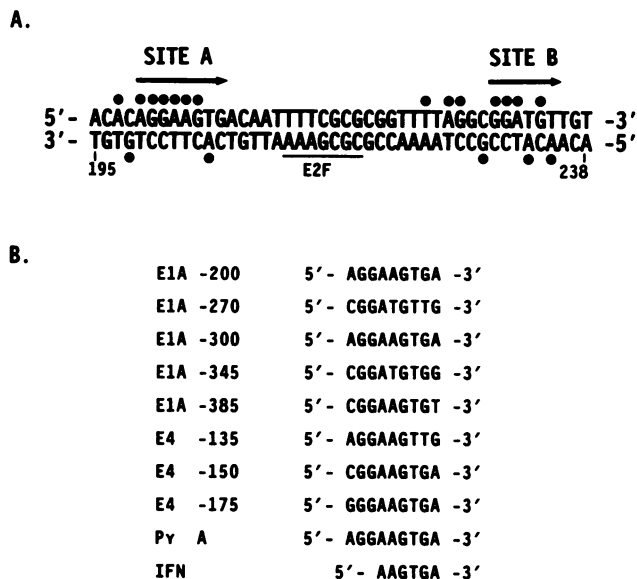 A.
SITE A SITE B
5′- ACACAGGAAGTGACAATTTTCGCGCGGTTTTAGGCGGATGTTGT -3′
3′- TGTGTCCTTCACTGTTAAAAGCGCGCCAAAATCCGCCTACAACA -5′
195 E2F 238
B.
E1A -200 5′- AGGAAGTGA -3′
E1A -270 5′- CGGATGTTG -3′
E1A -300 5′- AGGAAGTGA -3′
E1A -345 5′- CGGATGTGG -3′
E1A -385 5′- CGGAAGTGT -3′
E4 -135 5′- AGGAAGTTG -3′
E4 -150 5′- CGGAAGTGA -3′
E4 -175 5′- GGGAAGTGA -3′
Py A 5′- AGGAAGTGA -3′
IFN 5′- AAGTGA -3′